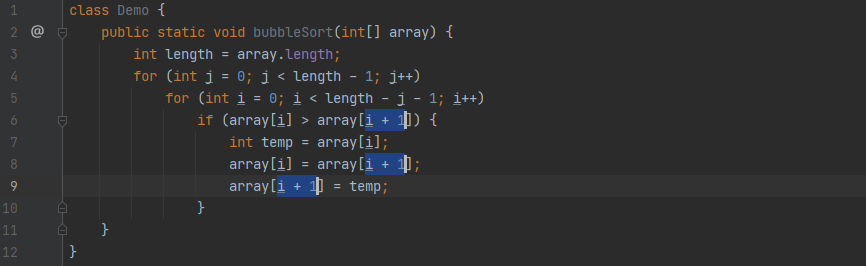 1 class Demo {
2 @ public static void bubbleSort(int[] array) {
3 int length = array.length;
4 for (int j = 0; j < length - 1; j++)
5 for (int i = 0; i < length - j - 1; i++)
6 if (array[i] > array[i + 1]) {
7 int temp = array[i];
8 array[i] = array[i + 1];
9 array[i + 1] = temp;
10 }
11 }
12 }